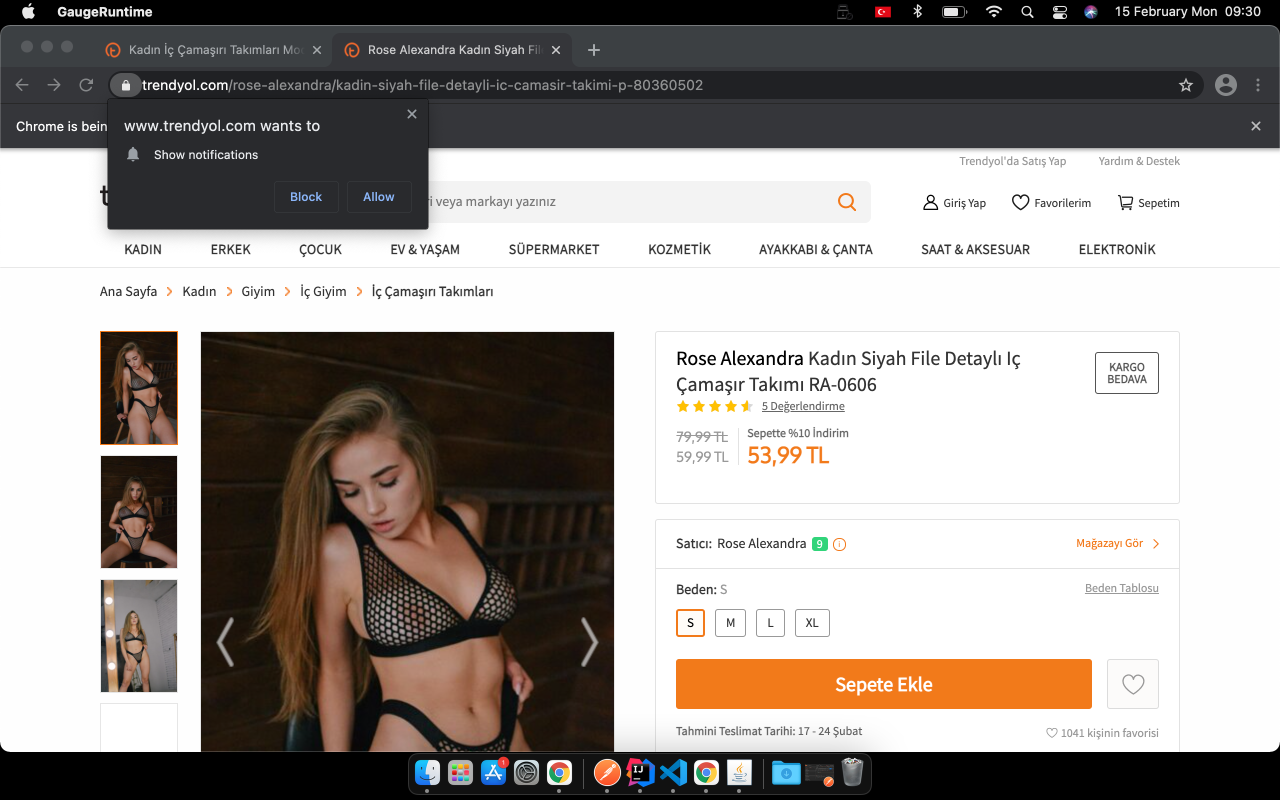 GaugeRuntime
15 February Mon 09:30
Kadın İç Çamaşırı Takımları Mo
Rose Alexandra Kadın Siyah Fil
trendyol.com/rose-alexandra/kadin-siyah-file-detayli-ic-camasir-takimi-p-80360502
Chrome is bein
www.trendyol.com wants to
Show notifications
Block
Allow
Trendyol'da Satış Yap
Yardım & Destek
veya markayı yazınız
Giriş Yap
Favorilerim
Sepetim
KADIN
ERKEK
ÇOCUK
EV & YAŞAM
SÜPERMARKET
KOZMETİK
AYAKKABI & ÇANTA
SAAT & AKSESUAR
ELEKTRONİK
Ana Sayfa > Kadın > Giyim > İç Giyim > İç Çamaşırı Takımları
Rose Alexandra Kadın Siyah File Detaylı Iç
Çamaşır Takımı RA-0606
KARGO
BEDAVA
5 Değerlendirme
79,99 TL
59,99 TL
Sepette %10 İndirim
53,99 TL
Satıcı: Rose Alexandra 9
Mağazayı Gör
Beden: S
Beden Tablosu
S
M
L
XL
Sepete Ekle
Tahmini Teslimat Tarihi: 17 - 24 Şubat
1041 kişinin favorisi
1
IJ